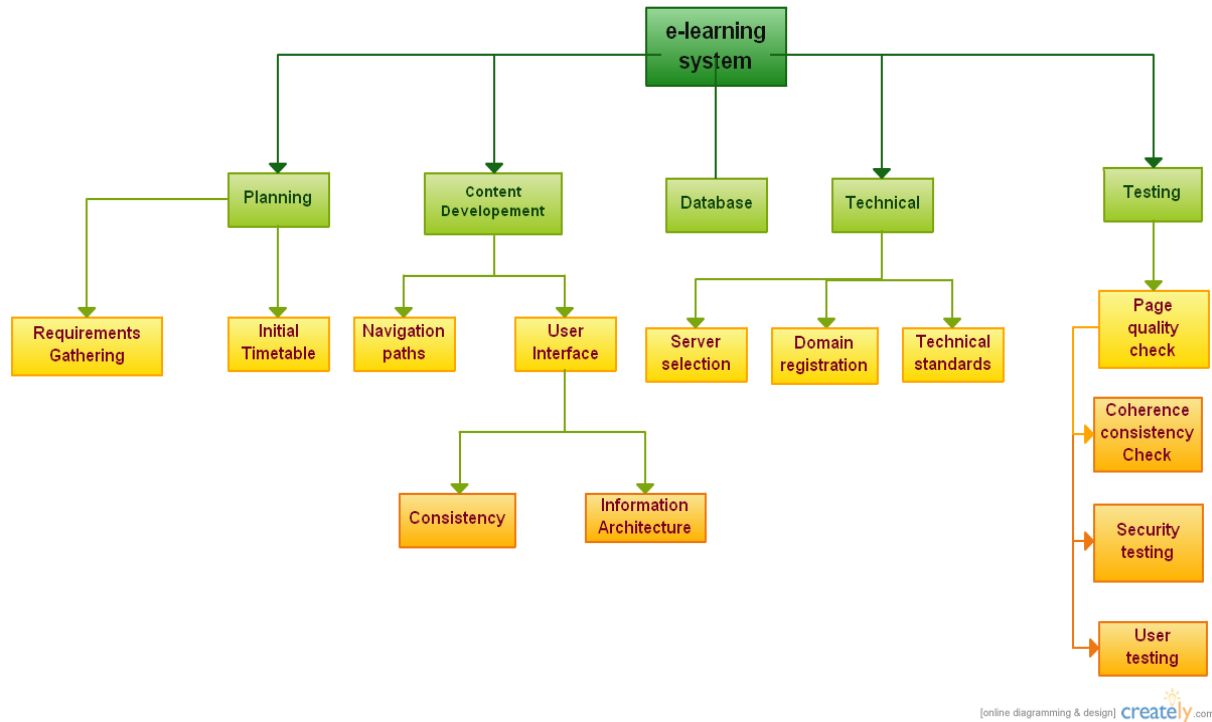 e-learning
system
Planning
Content
Developement
Database
Technical
Testing
Requirements
Gathering
Initial
Timetable
Navigation
paths
User
Interface
Server
selection
Domain
registration
Technical
standards
Page
quality
check
Coherence
consistency
Check
Consistency
Information
Architecture
Security
testing
User
testing
[online diagramming & design] creately.com